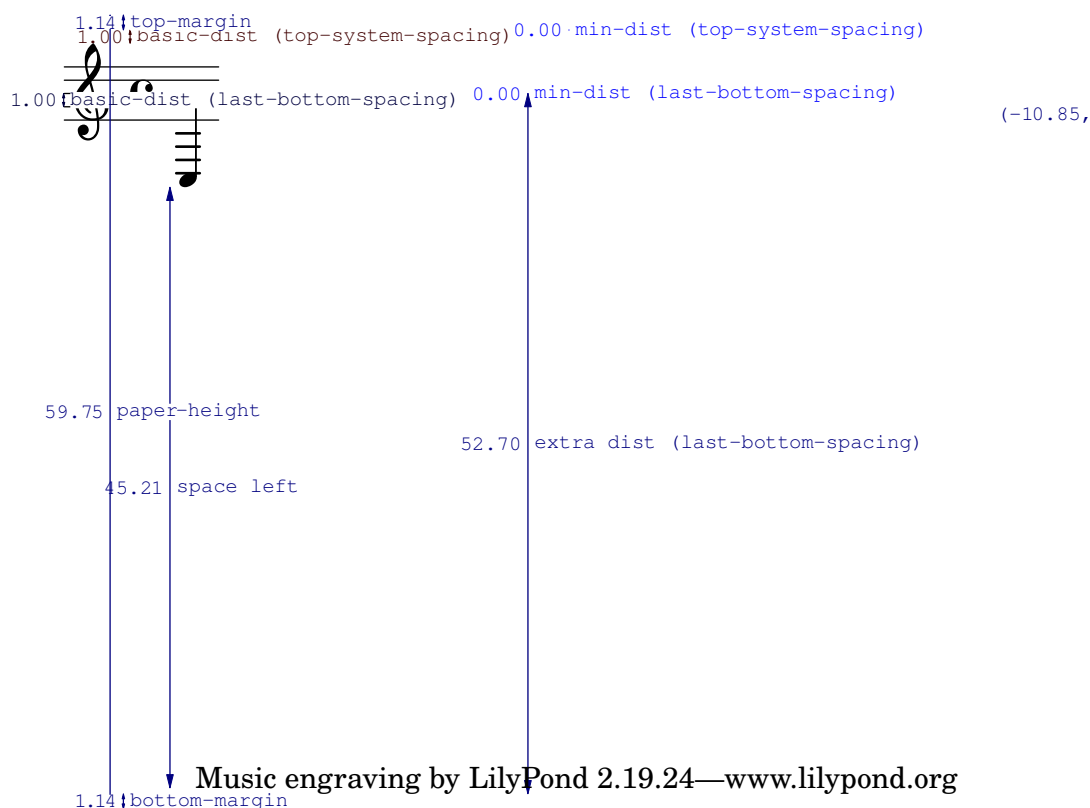 1.14 top-margin
1.00 basic-dist (top-system-spacing) 0.00 min-dist (top-system-spacing)
1.00 basic-dist (last-bottom-spacing) 0.00 min-dist (last-bottom-spacing)
(-10.85,
59.75 paper-height
52.70 extra dist (last-bottom-spacing)
45.21 space left
Music engraving by LilyPond 2.19.24—www.lilypond.org
1.14 bottom-margin